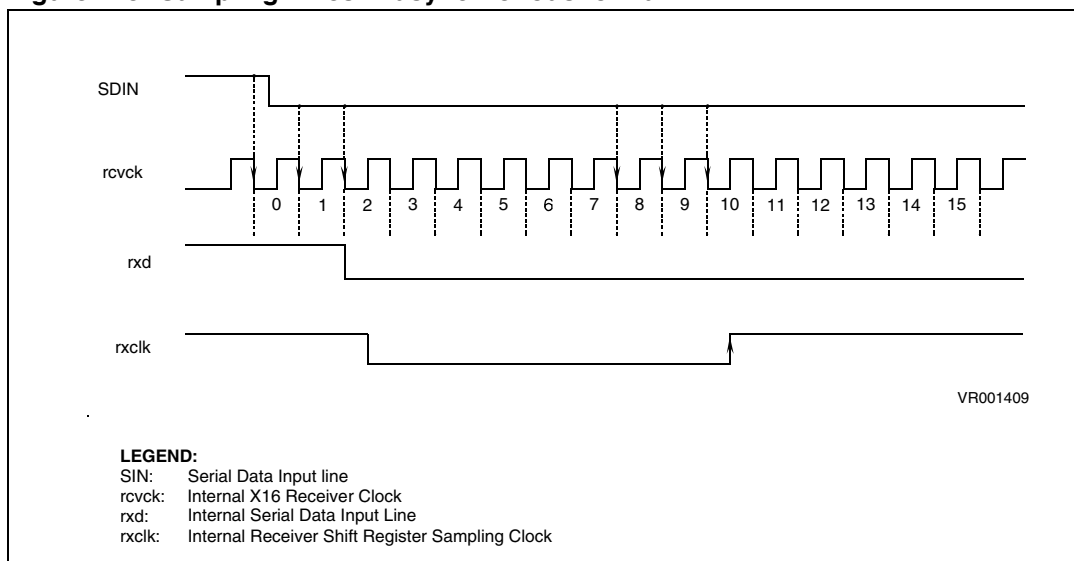 SDIN
rcvck
0 1 2 3 4 5 6 7 8 9 10 11 12 13 14 15
rxd
rxclk
VR001409
.
LEGEND:
SIN: Serial Data Input line
rcvck: Internal X16 Receiver Clock
rxd: Internal Serial Data Input Line
rxclk: Internal Receiver Shift Register Sampling Clock